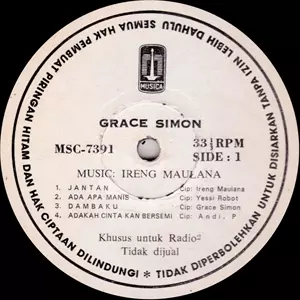 SEMUA HAK PEMBUAT PIRINGAN HITAM DAN HAK CIPTAAN DILINDUNGI * TIDAK DIPERBOLEHKAN UNTUK DISIARKAN TANPA IZIN LEBIH DAHULU
MUSICA
GRACE SIMON
MSC-7391
33⅓ RPM
SIDE : 1
MUSIC: IRENG MAULANA
1. JANTAN Cip: Ireng Maulana
2. ADA APA MANIS Cip: Yessi Robot
3. DAMBAKU Cip: Grace Simon
4. ADAKAH CINTA KAN BERSEMI Cip: Andi. P
Khusus untuk Radio
Tidak dijual